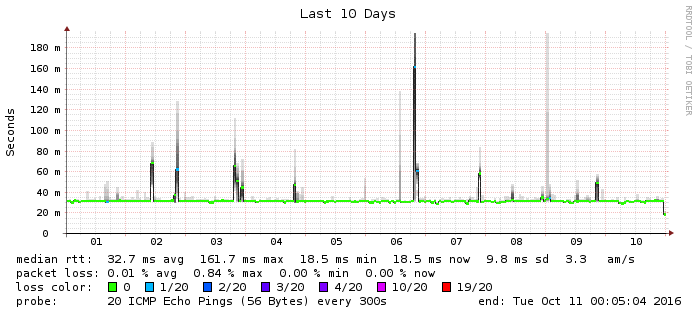 Last 10 Days
RRDTOOL / TOBI OETIKER
Seconds
180 m
160 m
140 m
120 m
100 m
80 m
60 m
40 m
20 m
0
01 02 03 04 05 06 07 08 09 10
median rtt: 32.7 ms avg 161.7 ms max 18.5 ms min 18.5 ms now 9.8 ms sd 3.3 am/s
packet loss: 0.01 % avg 0.84 % max 0.00 % min 0.00 % now
loss color: 0 1/20 2/20 3/20 4/20 10/20 19/20
probe: 20 ICMP Echo Pings (56 Bytes) every 300s end: Tue Oct 11 00:05:04 2016